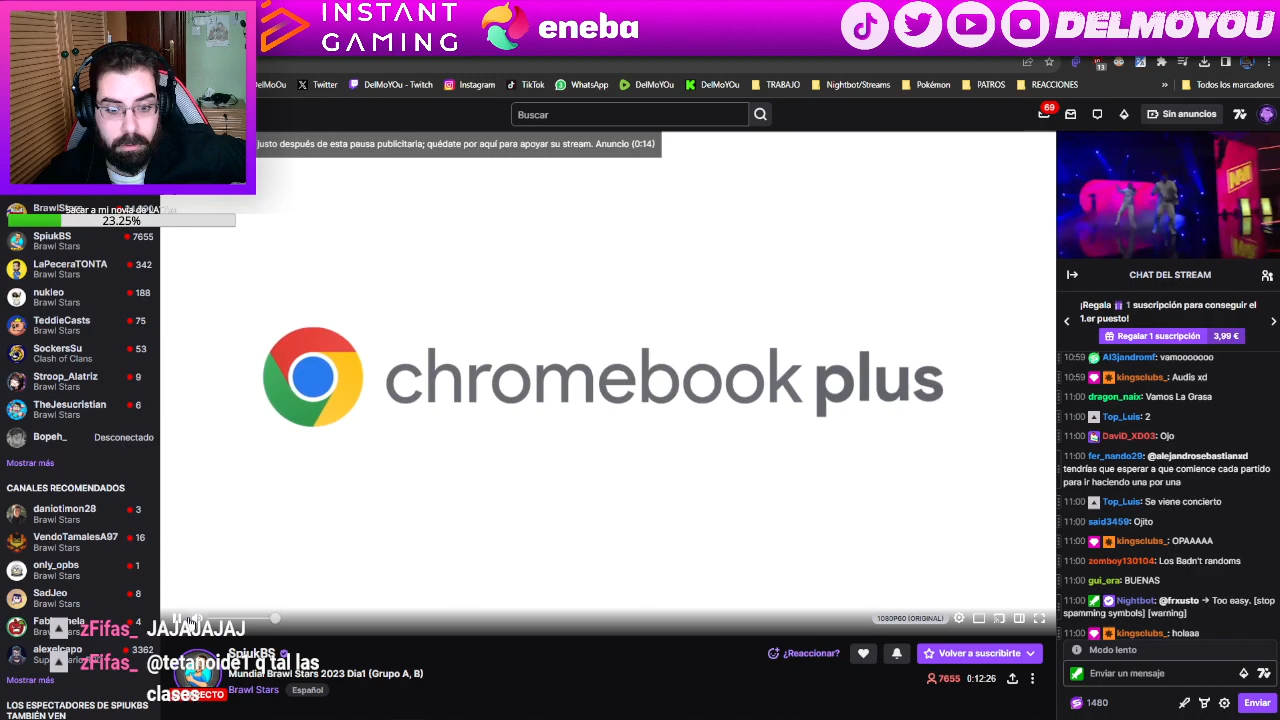 INSTANT
GAMING
eneba
DELMOYOU
DelMoYou
Twitter
DelMoYOu - Twitch
Instagram
TikTok
WhatsApp
DelMoYOu
DelMoYOu
TRABAJO
Nightbot/Streams
Pokémon
PATROS
REACCIONES
»
Todos los marcadores
13
Buscar
69
Sin anuncios
justo después de esta pausa publicitaria; quédate por aquí para apoyar su stream. Anuncio (0:14)
Sacar a mi novia de
23.25%
SpiukBS
7655
Brawl Stars
LaPeceraTONTA
342
Brawl Stars
nukleo
188
Brawl Stars
TeddieCasts
75
Brawl Stars
SockersSu
53
Clash of Clans
Stroop_Alatriz
9
Brawl Stars
TheJesucristian
6
Brawl Stars
Bopeh_
Desconectado
Mostrar más
CANALES RECOMENDADOS
daniotimon28
3
Brawl Stars
VendoTamalesA97
16
Brawl Stars
only_opbs
1
Brawl Stars
SadJeo
8
Brawl Stars
4
alexelcapo
3362
Mostrar más
LOS ESPECTADORES DE SPIUKBS
TAMBIÉN VEN
zFifas_ JAJAJAJAJ
zFifas_ @tetanoide1 q tal las
clases
chromebook plus
1080P60 (ORIGINAL)
SpiukBS
Mundial Brawl Stars 2023 Dia1 (Grupo A, B)
Brawl Stars
Español
¿Reaccionar?
Volver a suscribirte
7655
0:12:26
CHAT DEL STREAM
¡Regala 1 suscripción para conseguir el
1.er puesto!
Regalar 1 suscripción
3,99 €
10:59 Al3jandromf: vamooooooo
10:59 kingsclubs_: Audis xd
11:00 dragon_naix: Vamos La Grasa
11:00 Top_Luis: 2
11:00 DaviD_XD03: Ojo
11:00 fer_nando29: @alejandrosebastianxd
tendrías que esperar a que comience cada partido
para ir haciendo una por una
11:00 Top_Luis: Se viene concierto
11:00 said3459: Ojito
11:00 kingsclubs_: OPAAAAA
11:00 zomboy130104: Los Badn't randoms
11:00 gui_era: BUENAS
11:00 Nightbot: @frxusto → Too easy. [stop
spamming symbols] [warning]
11:00 kingsclubs_: holaaa
Modo lento
Enviar un mensaje
1480
Enviar